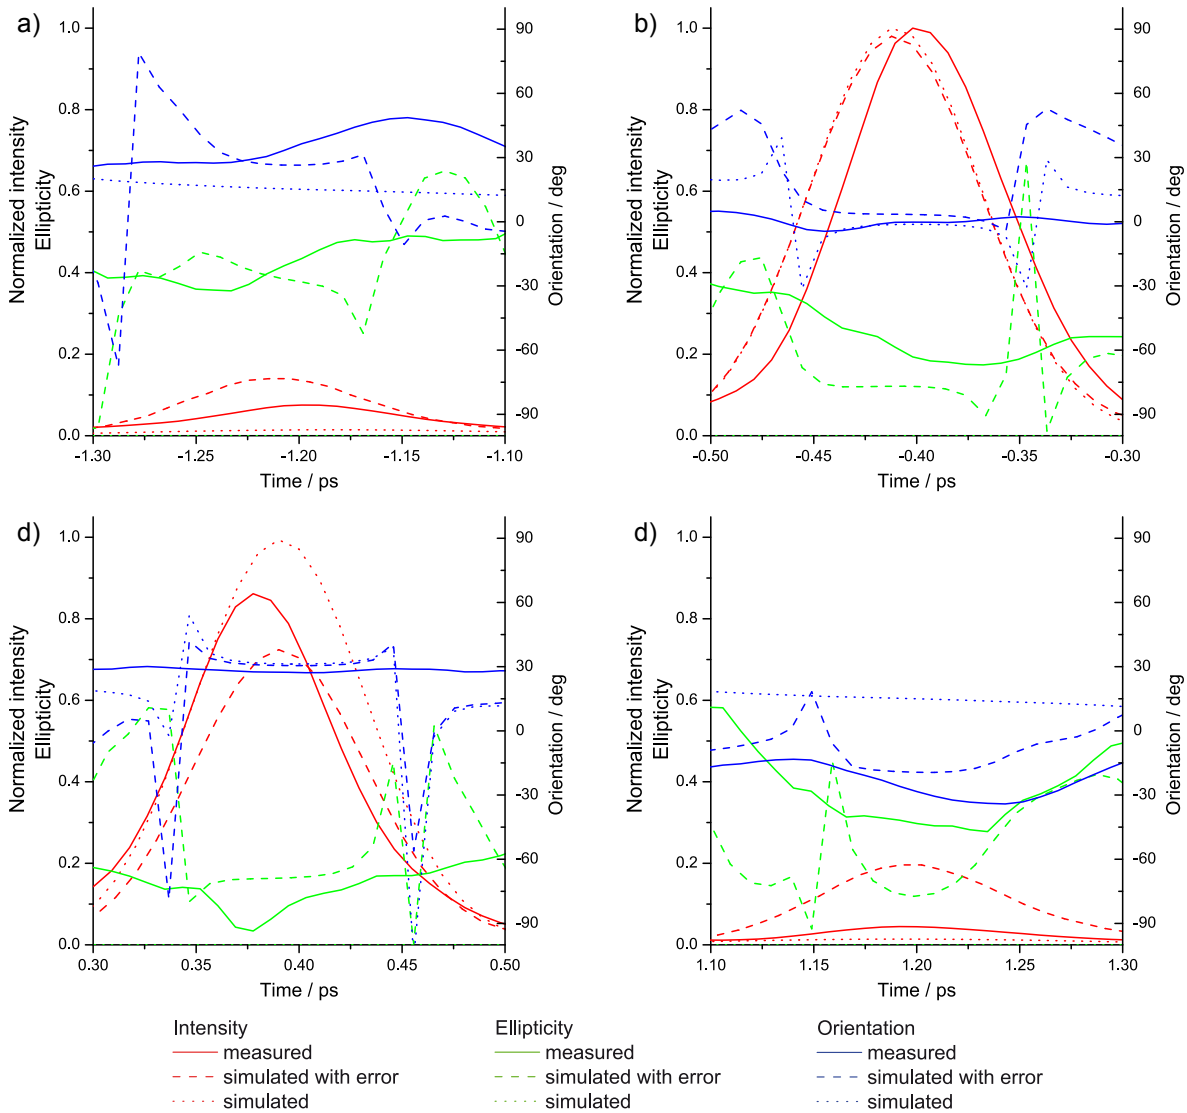 a)
1.0
0.8
0.6
0.4
0.2
0.0
Normalized intensity
Ellipticity
90
60
30
0
-30
-60
-90
Orientation / deg
-1.30
-1.25
-1.20
-1.15
-1.10
Time / ps
b)
1.0
0.8
0.6
0.4
0.2
0.0
Normalized intensity
Ellipticity
90
60
30
0
-30
-60
-90
Orientation / deg
-0.50
-0.45
-0.40
-0.35
-0.30
Time / ps
d)
1.0
0.8
0.6
0.4
0.2
0.0
Normalized intensity
Ellipticity
90
60
30
0
-30
-60
-90
Orientation / deg
0.30
0.35
0.40
0.45
0.50
Time / ps
d)
1.0
0.8
0.6
0.4
0.2
0.0
Normalized intensity
Ellipticity
90
60
30
0
-30
-60
-90
Orientation / deg
1.10
1.15
1.20
1.25
1.30
Time / ps
Intensity
measured
simulated with error
simulated
Ellipticity
measured
simulated with error
simulated
Orientation
measured
simulated with error
simulated